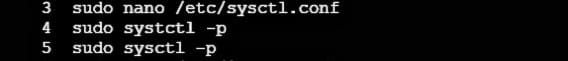 3 sudo nano /etc/sysctl.conf
4 sudo systctl -p
5 sudo sysctl -p